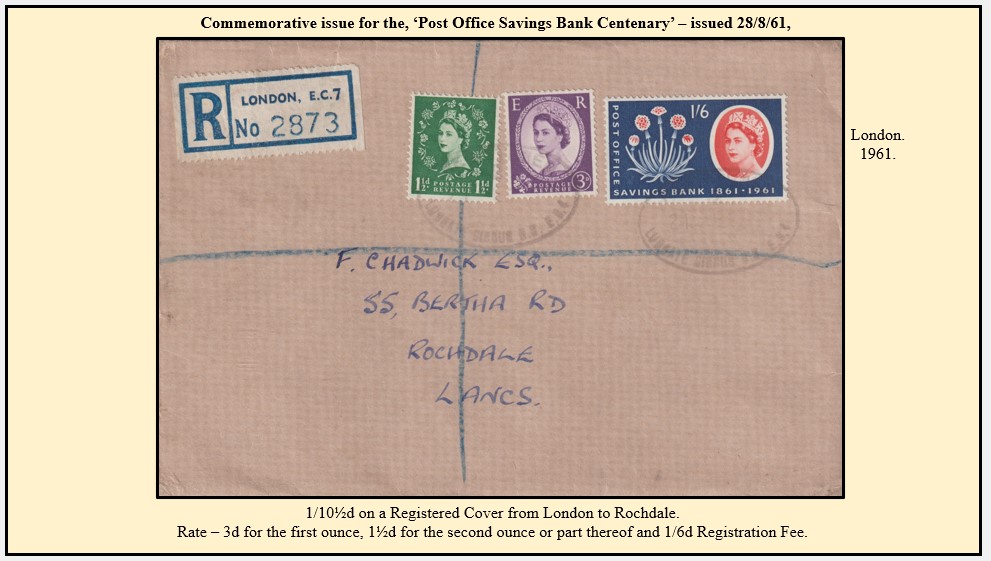 Commemorative issue for the, ‘Post Office Savings Bank Centenary’ – issued 28/8/61,
R
LONDON, E.C.7
No 2873
1½d POSTAGE REVENUE 1½d
E R
POSTAGE REVENUE 3D
1/6
POST OFFICE
SAVINGS BANK 1861-1961
London.
1961.
F. CHADWICK ESQ.,
55, BERTHA RD
ROCHDALE
LANCS.
1/10½d on a Registered Cover from London to Rochdale.
Rate – 3d for the first ounce, 1½d for the second ounce or part thereof and 1/6d Registration Fee.